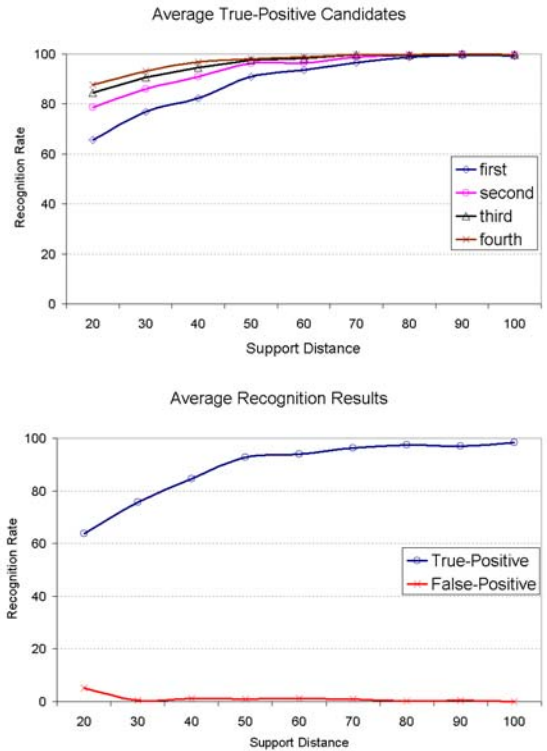 Average True-Positive Candidates
100
80
60
40
20
0
Recognition Rate
first
second
third
fourth
20 30 40 50 60 70 80 90 100
Support Distance
Average Recognition Results
100
80
60
40
20
0
Recognition Rate
True-Positive
False-Positive
20 30 40 50 60 70 80 90 100
Support Distance